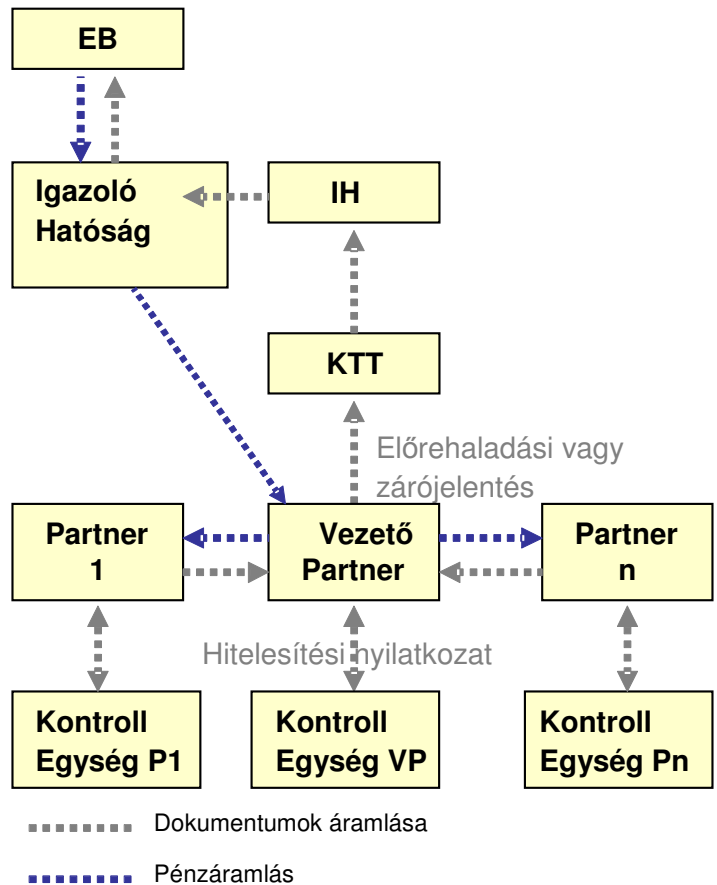 EB
Igazoló
Hatóság
IH
KTT
Előrehaladási vagy
zárójelentés
Partner
1
Vezető
Partner
Partner
n
Hitelesítési nyilatkozat
Kontroll
Egység P1
Kontroll
Egység VP
Kontroll
Egység Pn
Dokumentumok áramlása
Pénzáramlás